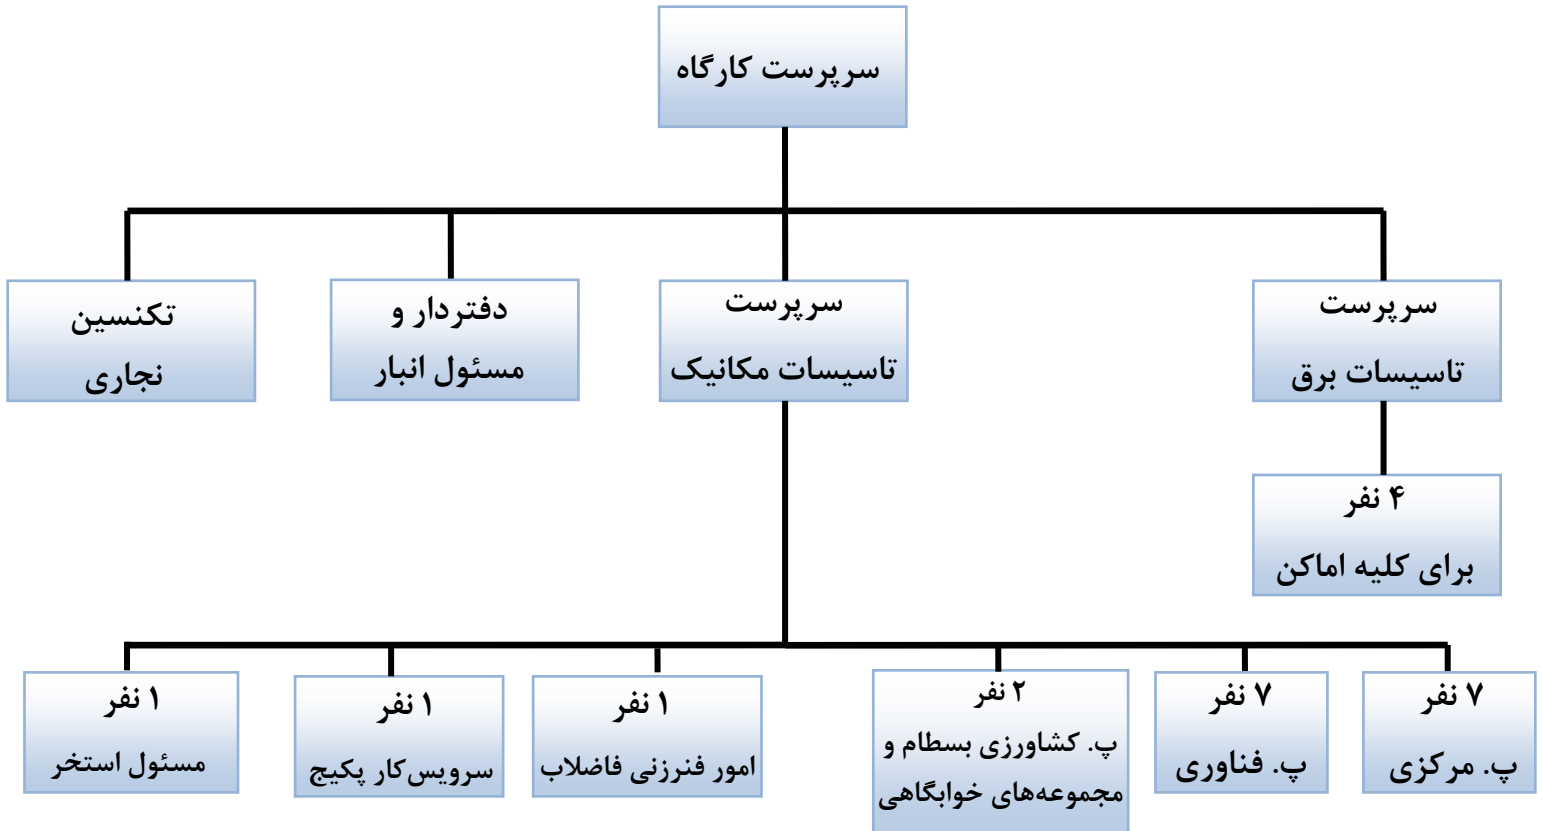 سرپرست کارگاه
سرپرست
تاسیسات برق
سرپرست
تاسیسات مکانیک
دفتردار و
مسئول انبار
تکنسین
نجاری
۴ نفر
برای کلیه اماکن
۷ نفر
پ. مرکزی
۷ نفر
پ. فناوری
۲ نفر
پ. کشاورزی بسطام و
مجموعه‌های خوابگاهی
۱ نفر
امور فنرزنی فاضلاب
۱ نفر
سرویس‌کار پکیج
۱ نفر
مسئول استخر